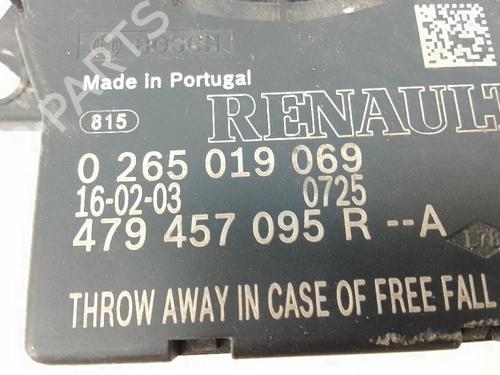 BOSCH
Made in Portugal
815
RENAULT
0 265 019 069
16-02-03 0725
479 457 095 R --A
THROW AWAY IN CASE OF FREE FALL
PARTS